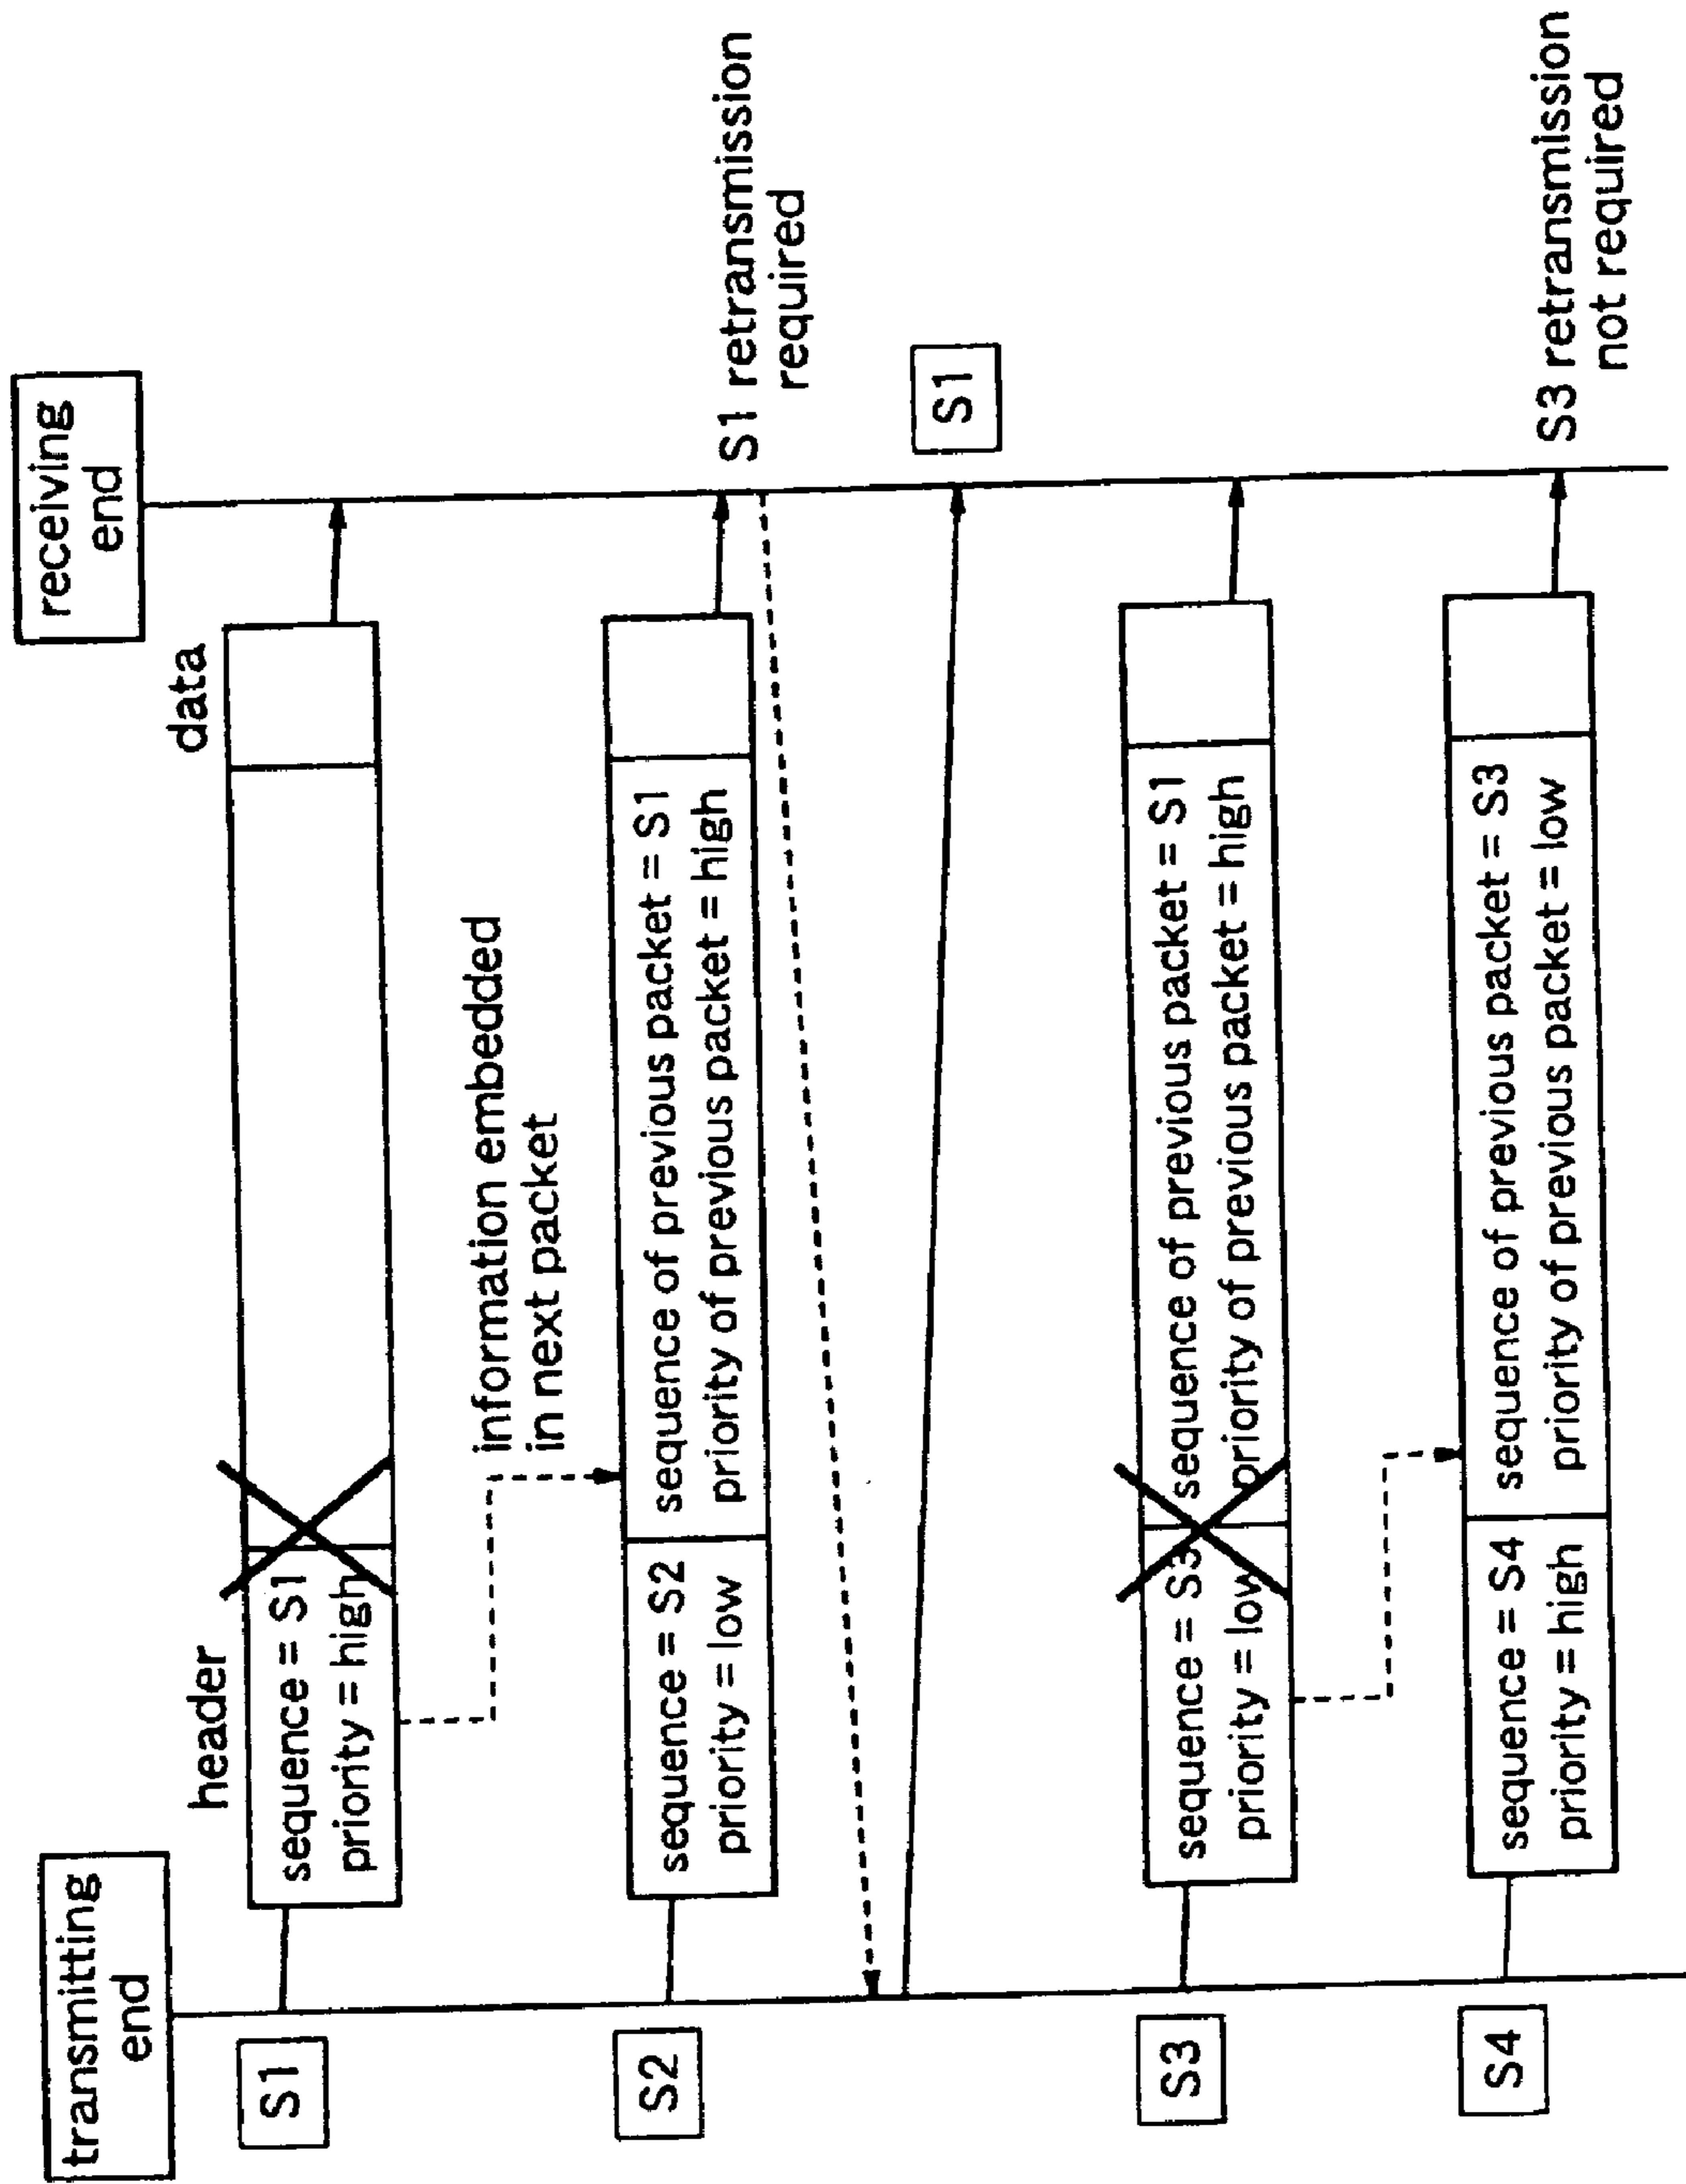 transmitting
end
receiving
end
header
data
S1
sequence = S1
priority = high
information embedded
in next packet
S2
sequence = S2
priority = low
sequence of previous packet = S1
priority of previous packet = high
S1 retransmission
required
S1
S3
sequence = S3
priority = low
sequence of previous packet = S1
priority of previous packet = high
S4
sequence = S4
priority = high
sequence of previous packet = S3
priority of previous packet = low
S3 retransmission
not required